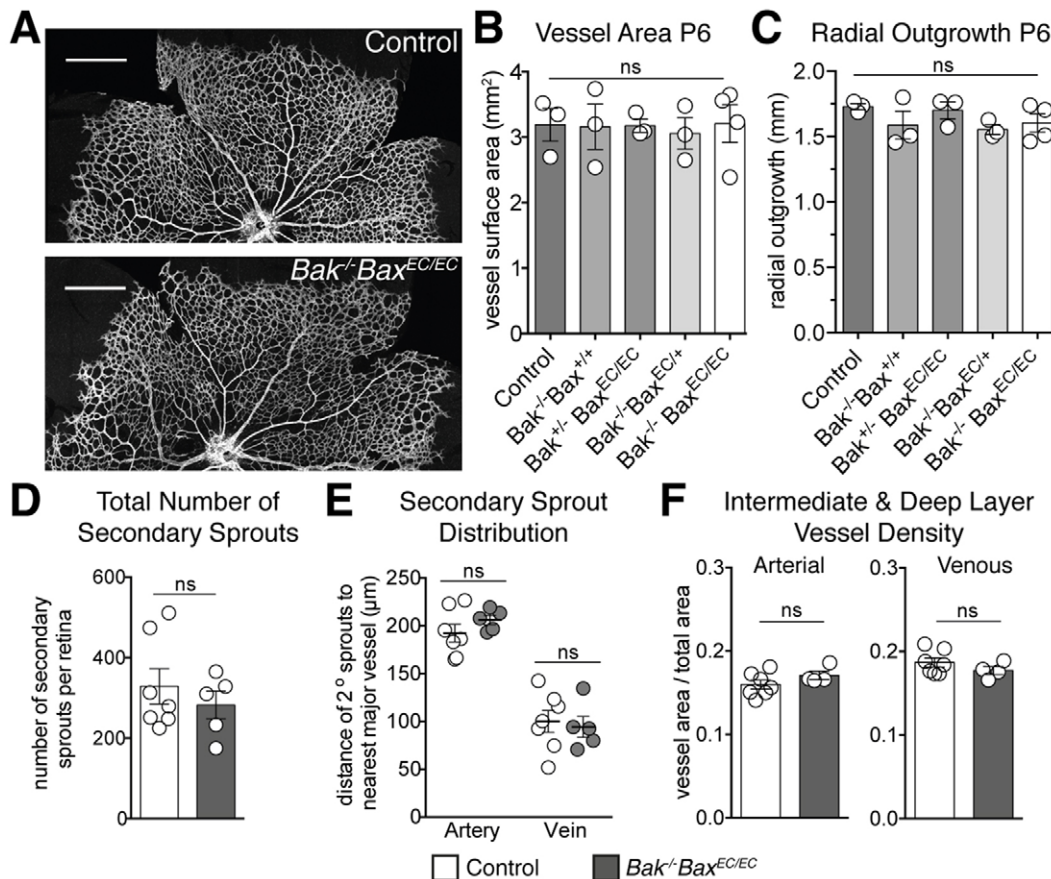 A
Control
Bak-/-BaxEC/EC
B Vessel Area P6
ns
vessel surface area (mm²)
4
3
2
1
0
Control
Bak-/-Bax+/+
Bak+/- BaxEC/EC
Bak-/-BaxEC/+
Bak-/- BaxEC/EC
C Radial Outgrowth P6
ns
radial outgrowth (mm)
2.0
1.5
1.0
0.5
0.0
Control
Bak-/-Bax+/+
Bak+/- BaxEC/EC
Bak-/-BaxEC/+
Bak-/- BaxEC/EC
D Total Number of
Secondary Sprouts
ns
number of secondary
sprouts per retina
600
400
200
0
E Secondary Sprout
Distribution
ns
ns
distance of 2° sprouts to
nearest major vessel (µm)
250
200
150
100
50
0
Artery Vein
F Intermediate & Deep Layer
Vessel Density
Arterial
Venous
ns
ns
vessel area / total area
0.3
0.2
0.1
0.0
0.3
0.2
0.1
0.0
Control
Bak-/-BaxEC/EC